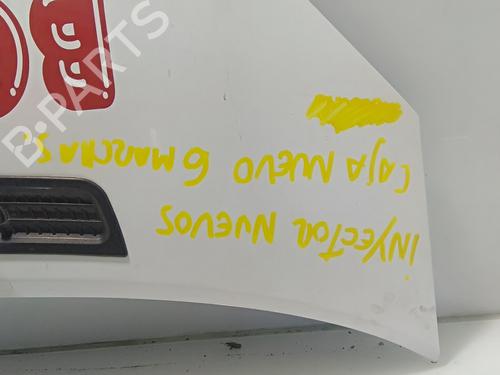 INYECTOR NUEVOS
CAJA NUEVO 6 MARCHAS
B-PARTS